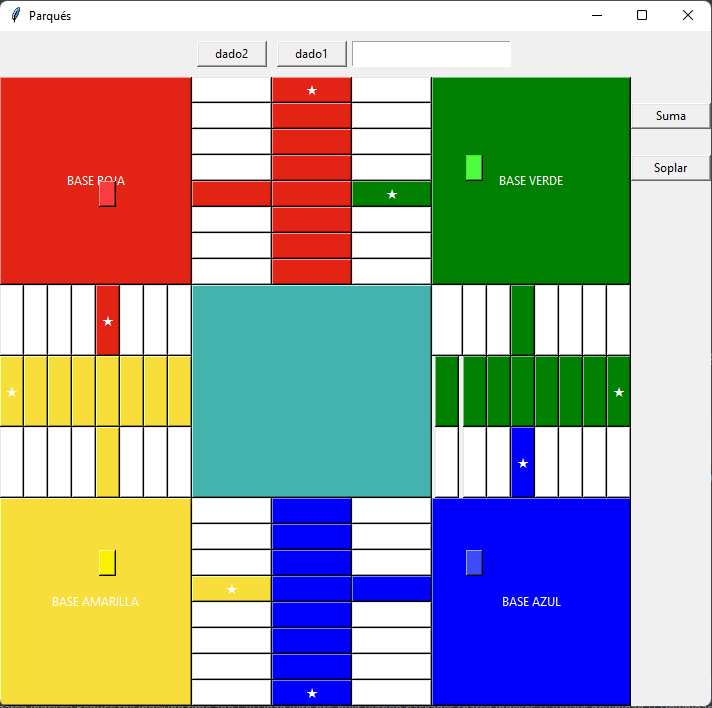 Parqués
dado2
dado1
Suma
Soplar
BASE ROJA
BASE VERDE
BASE AMARILLA
BASE AZUL